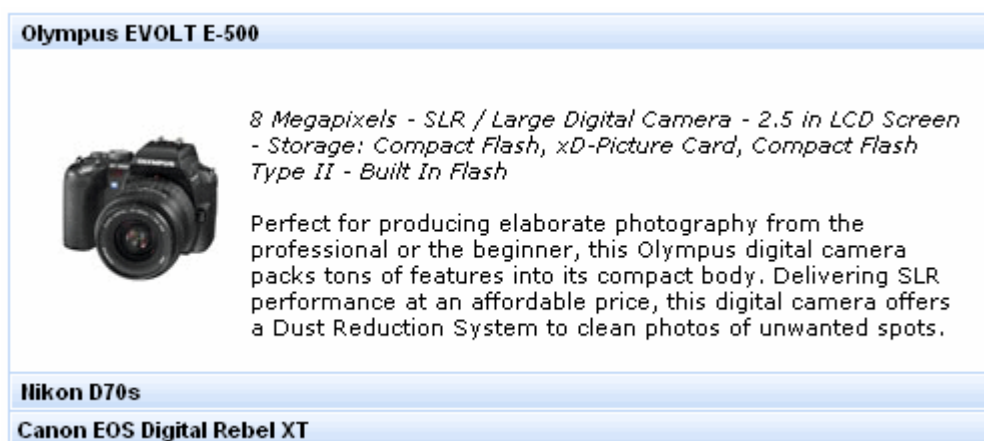 Olympus EVOLT E-500
8 Megapixels - SLR / Large Digital Camera - 2.5 in LCD Screen
- Storage: Compact Flash, xD-Picture Card, Compact Flash
Type II - Built In Flash
OLYMPUS
Perfect for producing elaborate photography from the
professional or the beginner, this Olympus digital camera
packs tons of features into its compact body. Delivering SLR
performance at an affordable price, this digital camera offers
a Dust Reduction System to clean photos of unwanted spots.
Nikon D70s
Canon EOS Digital Rebel XT